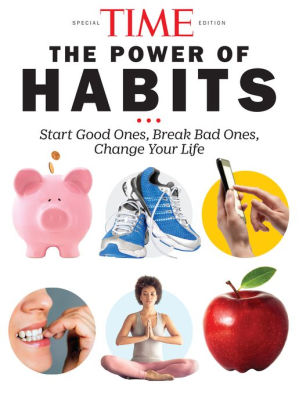 SPECIAL TIME EDITION
THE POWER OF
HABITS
Start Good Ones, Break Bad Ones,
Change Your Life